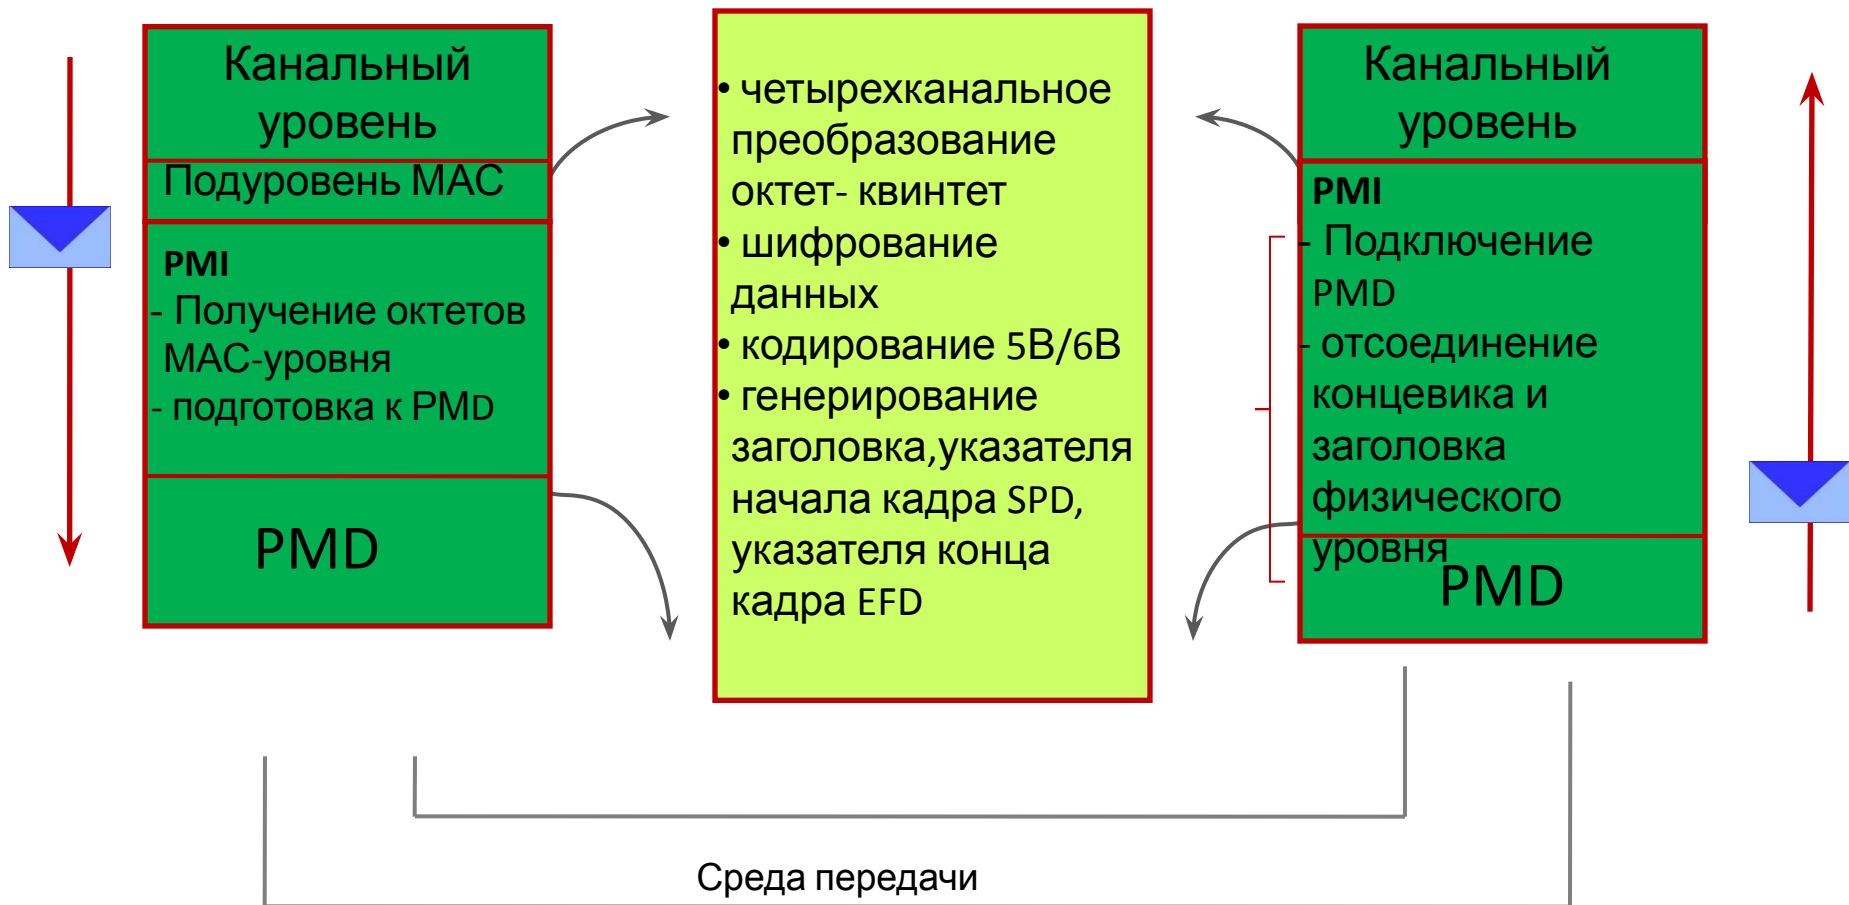 Канальный
уровень
Подуровень МАС
PMI
- Получение октетов
МАС-уровня
- подготовка к PMD
PMD
• четырехканальное
преобразование
октет- квинтет
• шифрование
данных
• кодирование 5В/6В
• генерирование
заголовка,указателя
начала кадра SPD,
указателя конца
кадра EFD
Канальный
уровень
PMI
- Подключение
PMD
- отсоединение
концевика и
заголовка
физического
уровня
PMD
Среда передачи